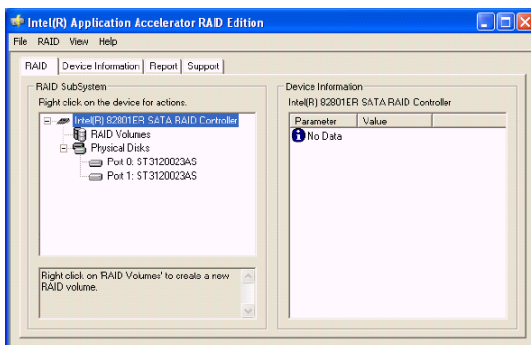 Intel(R) Application Accelerator RAID Edition
File RAID View Help
RAID Device Information Report Support
RAID SubSystem
Right click on the device for actions.
Intel(R) 82801ER SATA RAID Controller
RAID Volumes
Physical Disks
Port 0: ST3120023AS
Port 1: ST3120023AS
Right click on 'RAID Volumes' to create a new
RAID volume.
Device Information
Intel(R) 82801ER SATA RAID Controller
Parameter Value
No Data